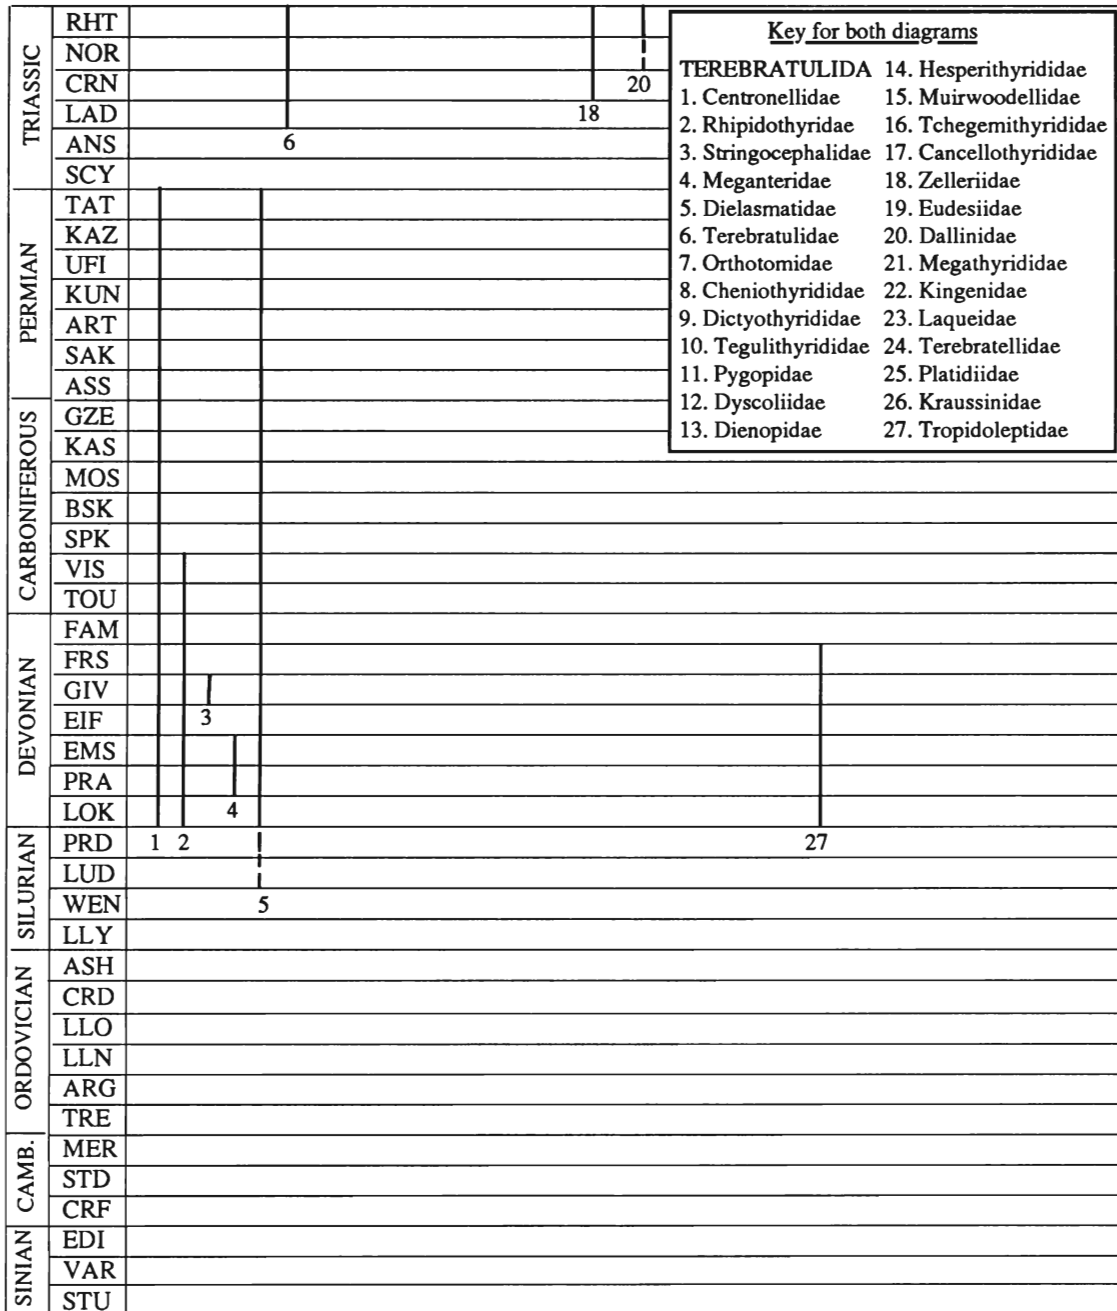 Key for both diagrams
TEREBRATULIDA
1. Centronellidae
2. Rhipidothyridae
3. Stringocephalidae
4. Meganteridae
5. Dielasmatidae
6. Terebratulidae
7. Orthotomidae
8. Cheniothyrididae
9. Dictyothyrididae
10. Tegulithyrididae
11. Pygopidae
12. Dyscoliidae
13. Dienopidae
14. Hesperithyrididae
15. Muirwoodellidae
16. Tchegemithyrididae
17. Cancellothyrididae
18. Zelleriidae
19. Eudesiidae
20. Dallinidae
21. Megathyrididae
22. Kingenidae
23. Laqueidae
24. Terebratellidae
25. Platidiidae
26. Kraussinidae
27. Tropidoleptidae
TRIASSIC
RHT
NOR
CRN 20
LAD 18
ANS 6
SCY
PERMIAN
TAT
KAZ
UFI
KUN
ART
SAK
ASS
CARBONIFEROUS
GZE
KAS
MOS
BSK
SPK
VIS
TOU
DEVONIAN
FAM
FRS
GIV
EIF 3
EMS
PRA
LOK 4
SILURIAN
PRD 1 2 27
LUD
WEN 5
LLY
ORDOVICIAN
ASH
CRD
LLO
LLN
ARG
TRE
CAMB.
MER
STD
CRF
SINIAN
EDI
VAR
STU